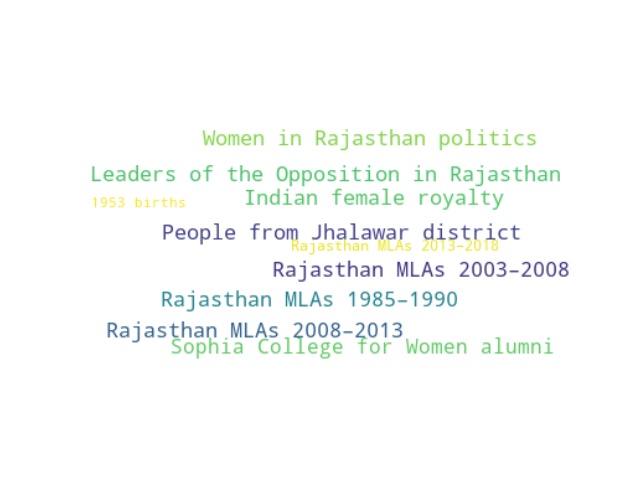 Women in Rajasthan politics
Leaders of the Opposition in Rajasthan
Indian female royalty
1953 births
People from Jhalawar district
Rajasthan MLAs 2013–2018
Rajasthan MLAs 2003–2008
Rajasthan MLAs 1985–1990
Rajasthan MLAs 2008–2013
Sophia College for Women alumni